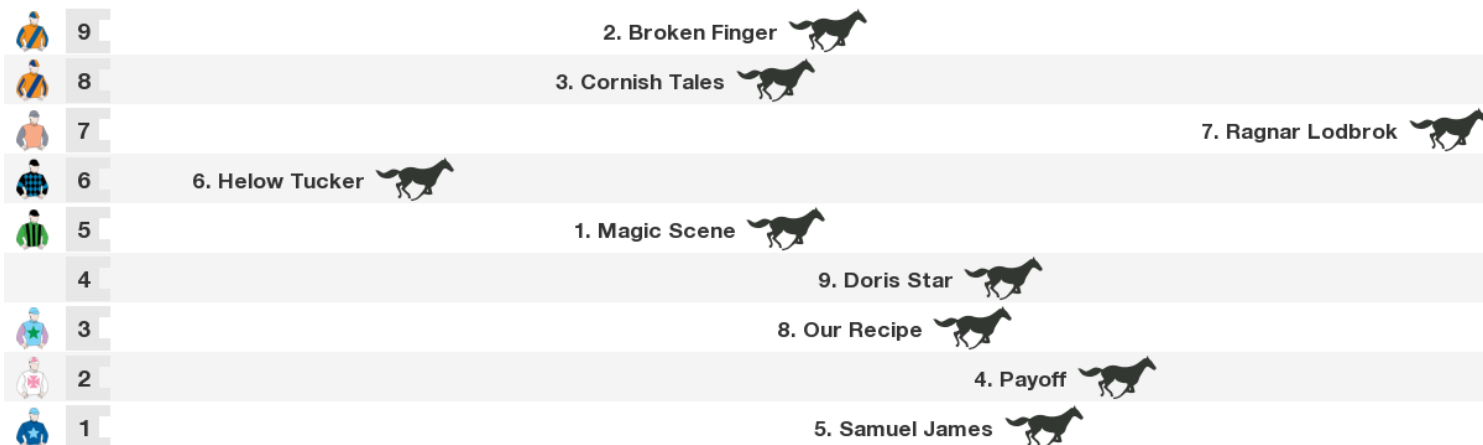 9 2. Broken Finger
8 3. Cornish Tales
7 7. Ragnar Lodbrok
6 6. Helow Tucker
5 1. Magic Scene
4 9. Doris Star
3 8. Our Recipe
2 4. Payoff
1 5. Samuel James